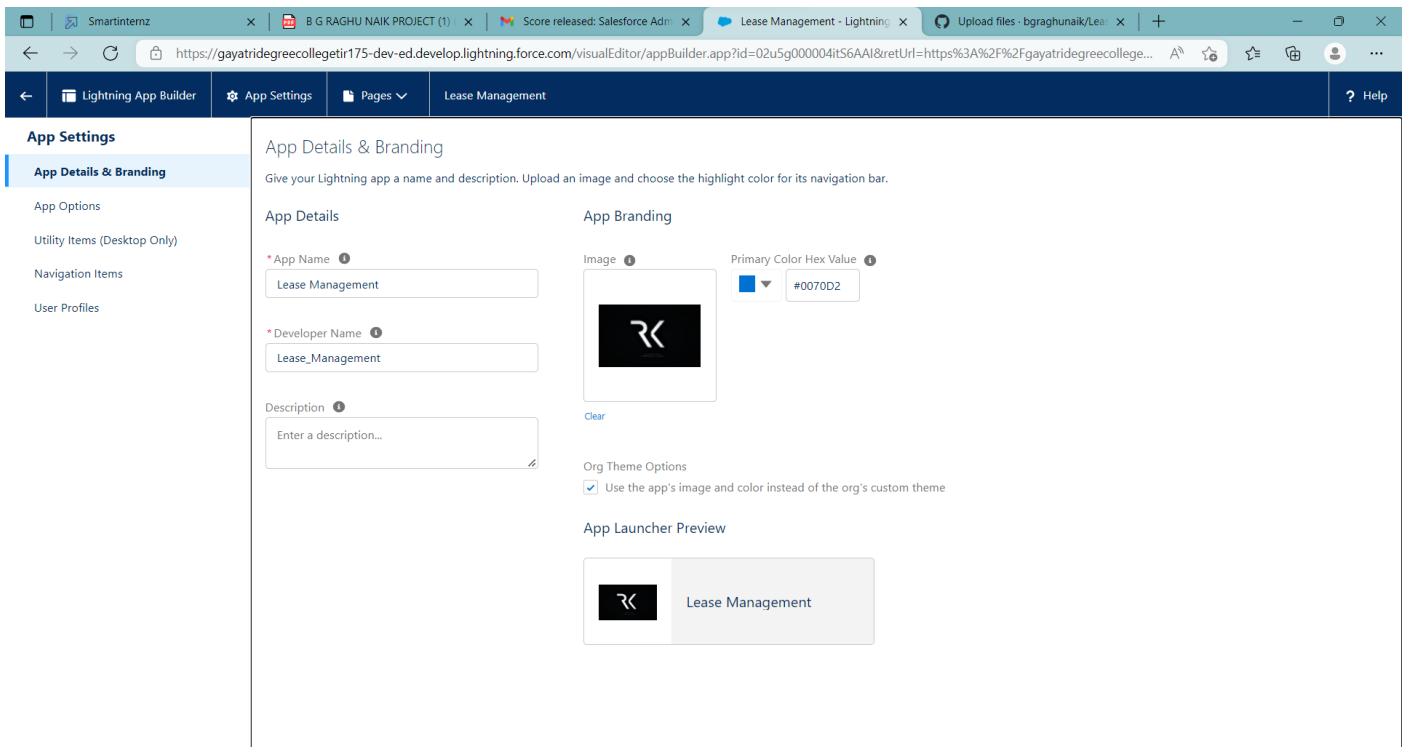 Smartinternz
B G RAGHU NAIK PROJECT (1) (
Score released: Salesforce Adm
Lease Management - Lightning
Upload files · bgraghunaik/Leas
https://gayatridegreecollegetir175-dev-ed.develop.lightning.force.com/visualEditor/appBuilder.app?id=02u5g000004itS6AAI&retUrl=https%3A%2F%2Fgayatridegreecollege...
Lightning App Builder
App Settings
Pages
Lease Management
? Help
App Settings
App Details & Branding
App Options
Utility Items (Desktop Only)
Navigation Items
User Profiles
App Details & Branding
Give your Lightning app a name and description. Upload an image and choose the highlight color for its navigation bar.
App Details
*App Name
Lease Management
*Developer Name
Lease_Management
Description
Enter a description...
App Branding
Image
RK
Clear
Primary Color Hex Value
#0070D2
Org Theme Options
Use the app's image and color instead of the org's custom theme
App Launcher Preview
RK
Lease Management